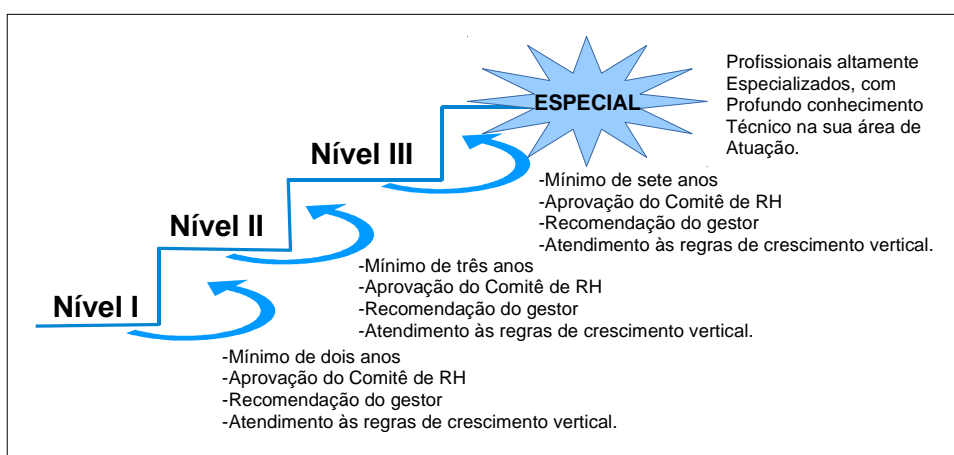 Profissionais altamente
Especializados, com
Profundo conhecimento
Técnico na sua área de
Atuação.
ESPECIAL
Nível III
-Mínimo de sete anos
-Aprovação do Comitê de RH
-Recomendação do gestor
-Atendimento às regras de crescimento vertical.
Nível II
-Mínimo de três anos
-Aprovação do Comitê de RH
-Recomendação do gestor
-Atendimento às regras de crescimento vertical.
Nível I
-Mínimo de dois anos
-Aprovação do Comitê de RH
-Recomendação do gestor
-Atendimento às regras de crescimento vertical.